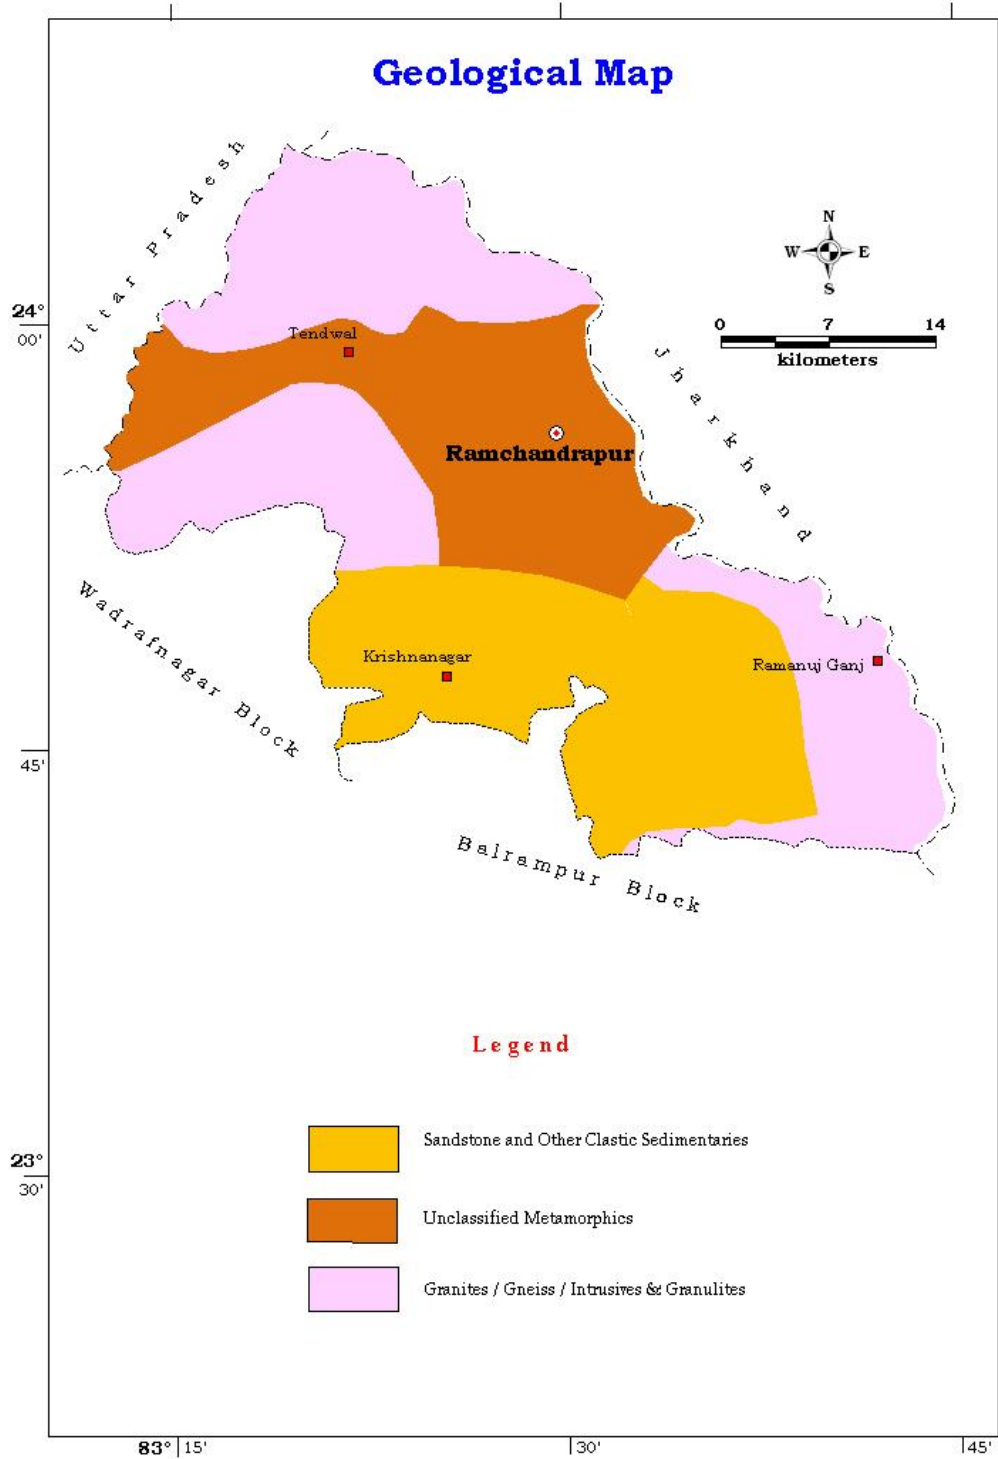 Geological Map
Uttar Pradesh
N
W E
S
24°
00'
0 7 14
kilometers
Tendwal
Jharkhand
Ramchandrapur
Wadrafnagar Block
Krishnanagar
Ramanuj Ganj
45'
Balrampur Block
Legend
Sandstone and Other Clastic Sedimentaries
23°
30'
Unclassified Metamorphics
Granites / Gneiss / Intrusives & Granulites
83° 15' 30' 45'